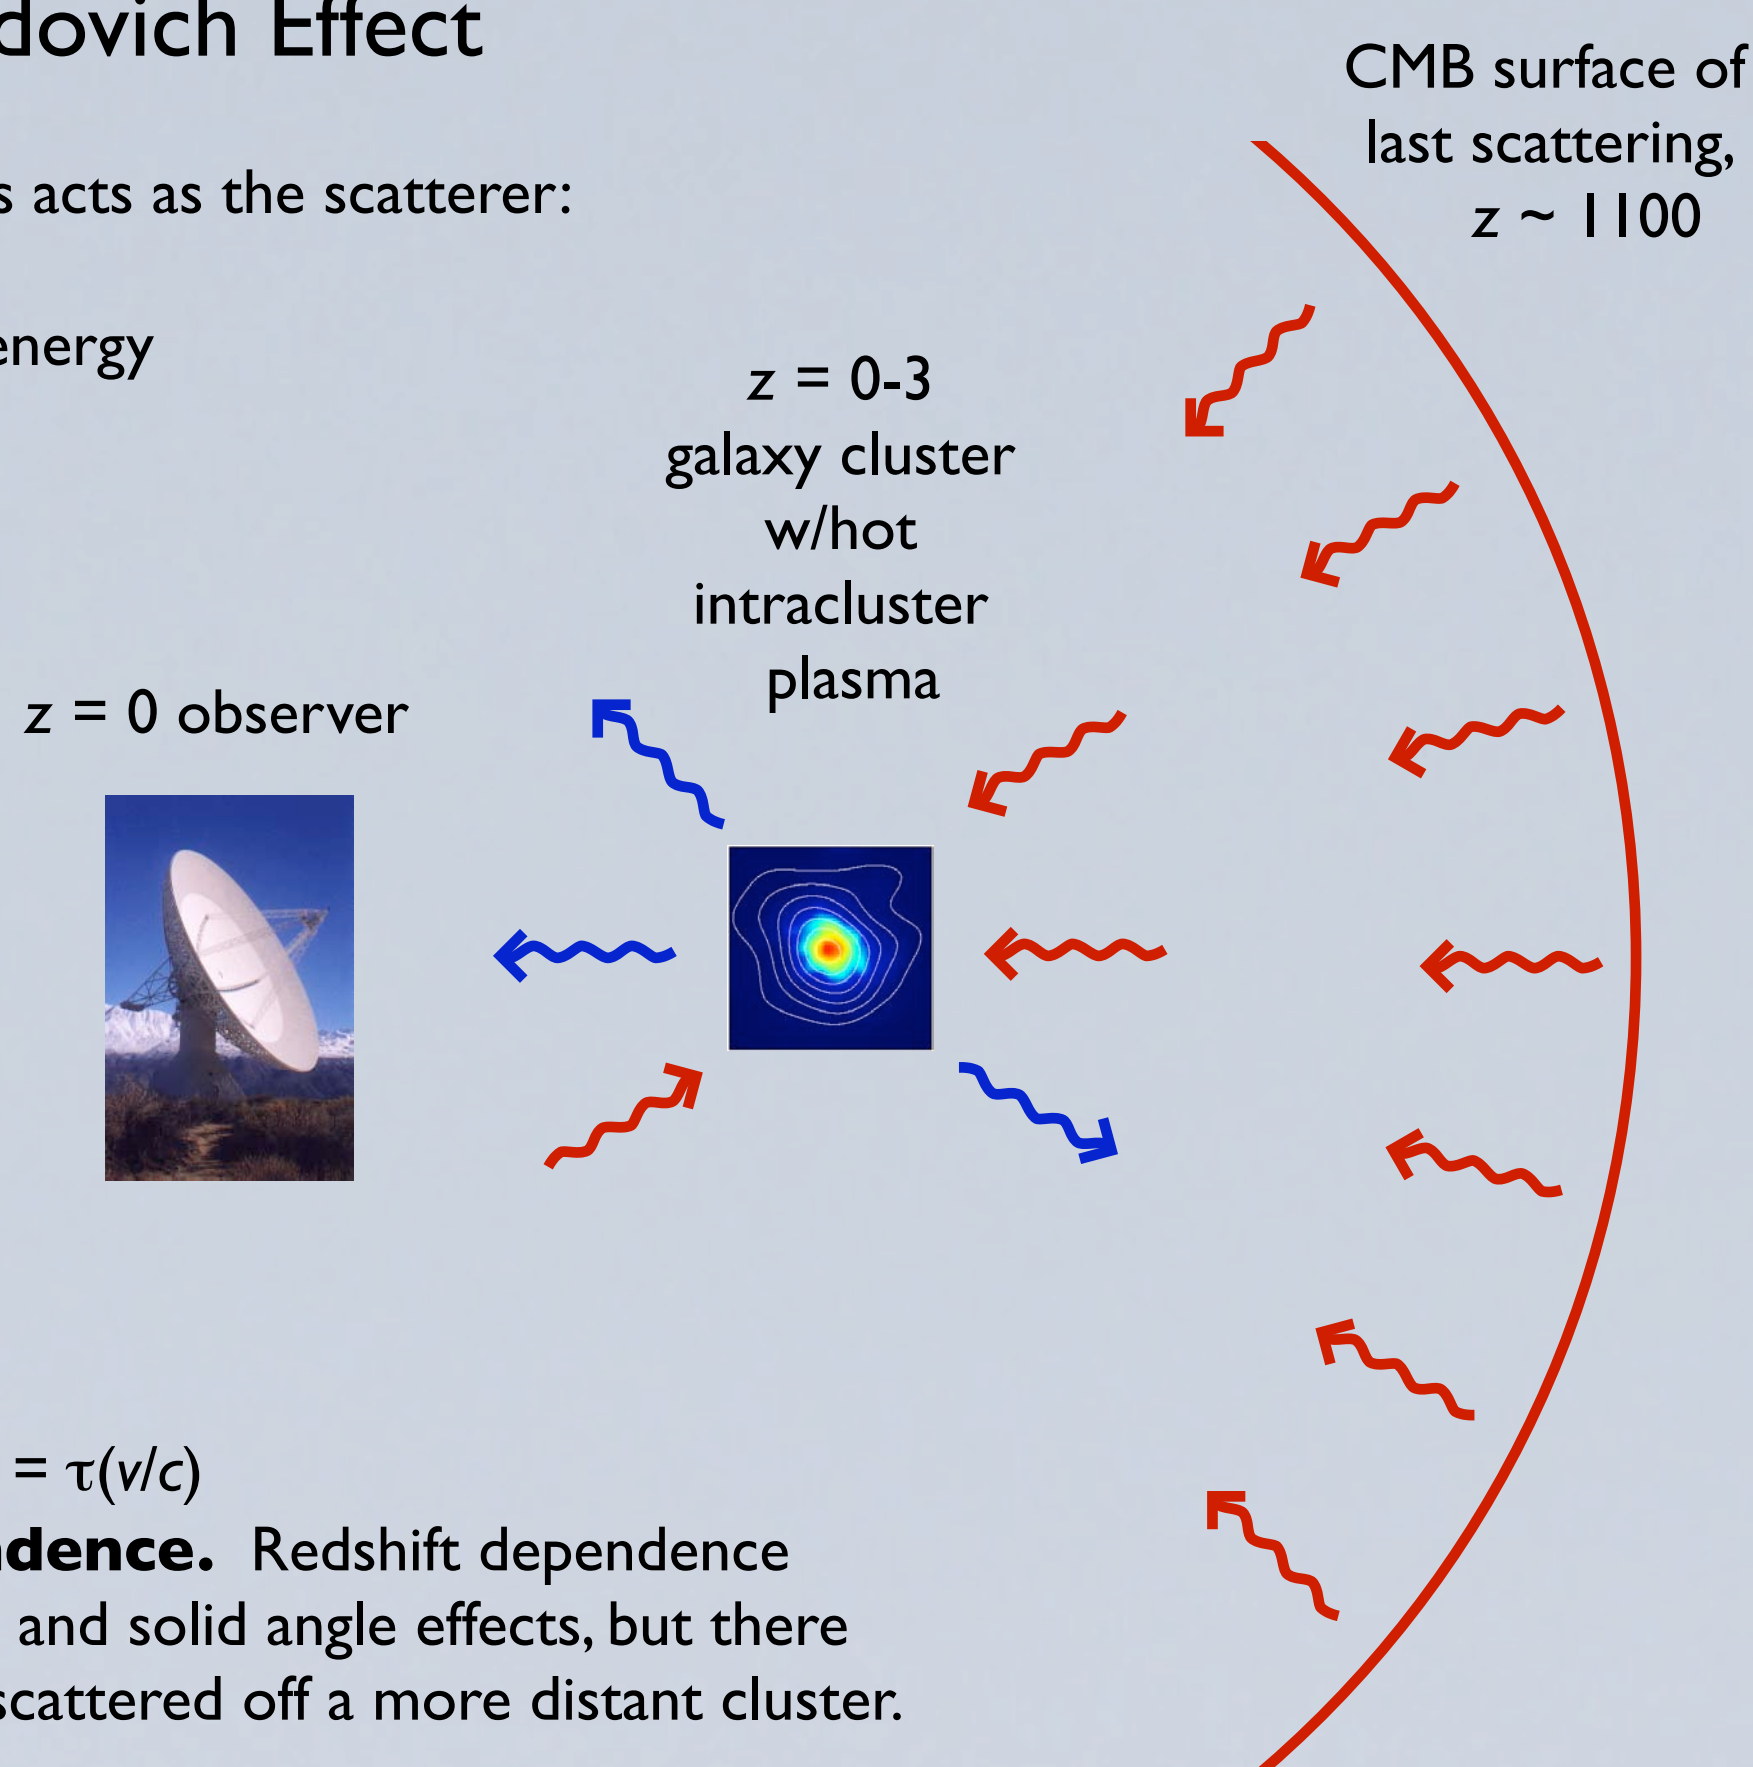 dovich Effect
CMB surface of
last scattering,
z ~ 1100
s acts as the scatterer:
energy
z = 0-3
galaxy cluster
w/hot
intracluster
plasma
z = 0 observer
= τ(v/c)
dence. Redshift dependence
and solid angle effects, but there
scattered off a more distant cluster.